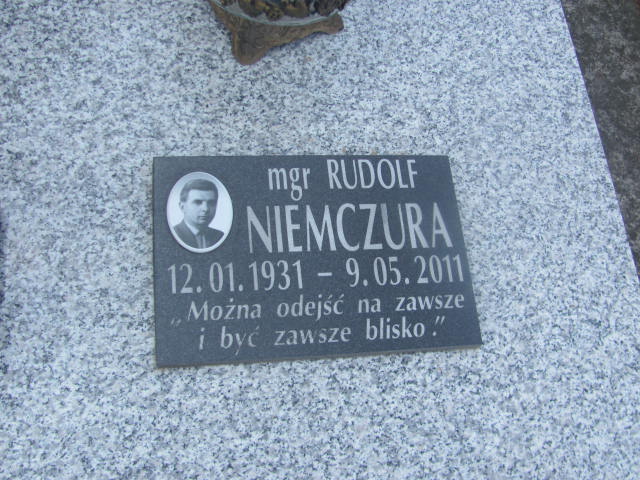 mgr RUDOLF
NIEMCZURA
12.01.1931 – 9.05.2011
„Można odejść na zawsze
i być zawsze blisko.”